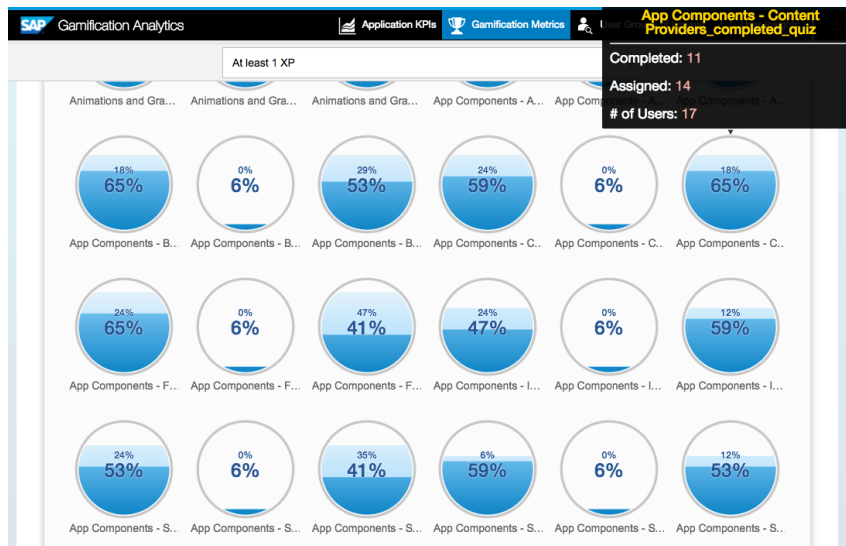 SAP Gamification Analytics Application KPIs Gamification Metrics
App Components - Content
Providers_completed_quiz
Completed: 11
Assigned: 14
# of Users: 17
At least 1 XP
Animations and Gra... Animations and Gra... Animations and Gra... App Components - A...
18% 0% 29% 24% 0% 18%
65% 6% 53% 59% 6% 65%
App Components - B... App Components - B... App Components - B... App Components - C... App Components - C... App Components - C...
24% 0% 47% 24% 0% 12%
65% 6% 41% 47% 6% 59%
App Components - F... App Components - F... App Components - F... App Components - I... App Components - I... App Components - I...
24% 0% 35% 6% 0% 12%
53% 6% 41% 59% 6% 53%
App Components - S... App Components - S... App Components - S... App Components - S... App Components - S... App Components - S...